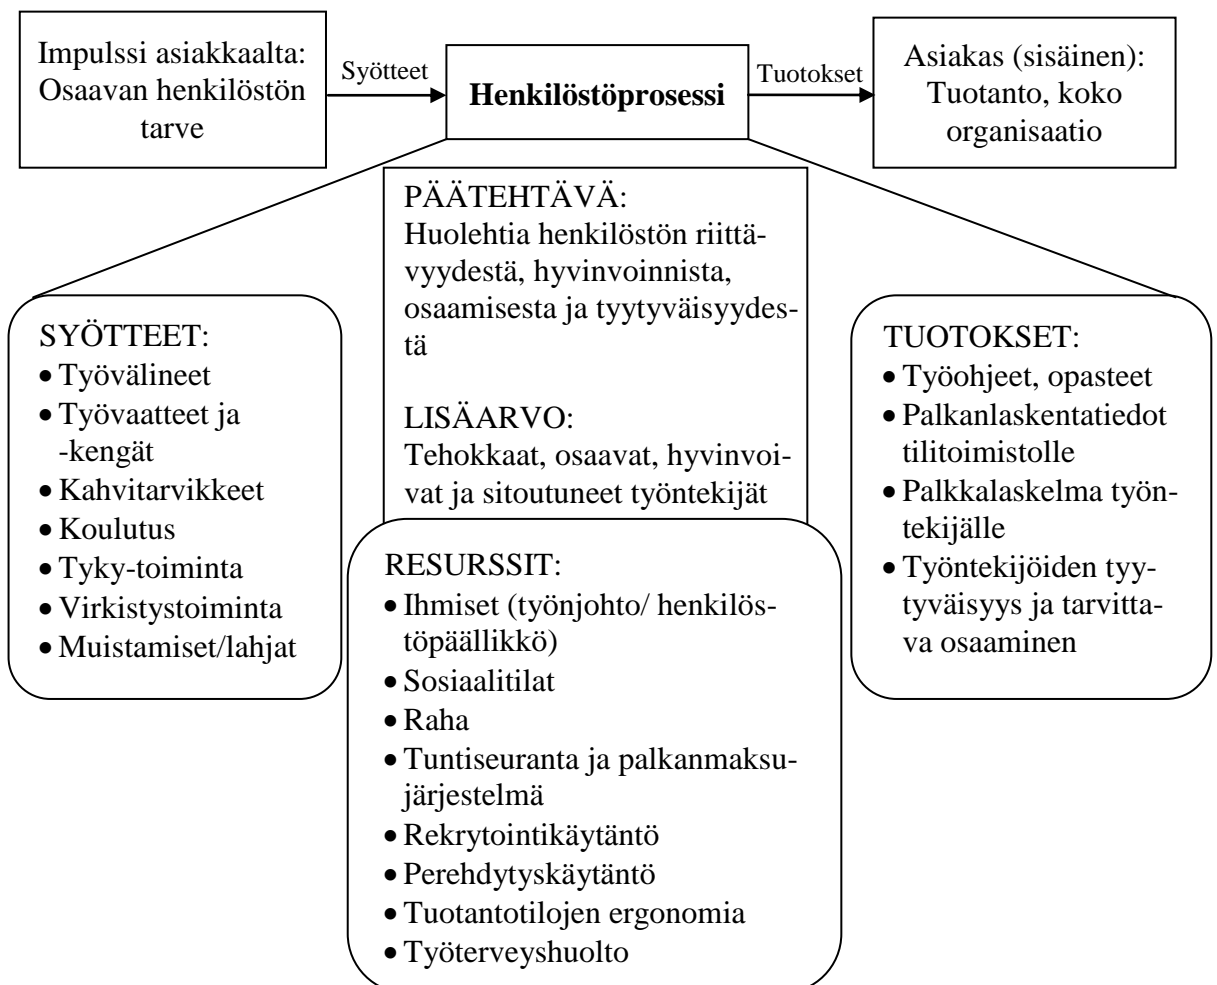 Impulssi asiakkaalta:
Osaavan henkilöstön
tarve
Syötteet
Henkilöstöprosessi
Tuotokset
Asiakas (sisäinen):
Tuotanto, koko
organisaatio
PÄÄTEHTÄVÄ:
Huolehtia henkilöstön riittä-
vyydestä, hyvinvoinnista,
osaamisesta ja tyytyväisyydes-
tä
LISÄARVO:
Tehokkaat, osaavat, hyvinvoi-
vat ja sitoutuneet työntekijät
SYÖTTEET:
• Työvälineet
• Työvaatteet ja
-kengät
• Kahvitarvikkeet
• Koulutus
• Tyky-toiminta
• Virkistystoiminta
• Muistamiset/lahjat
RESURSSIT:
• Ihmiset (työnjohto/ henkilös-
töpäällikkö)
• Sosiaalitilat
• Raha
• Tuntiseuranta ja palkanmaksu-
järjestelmä
• Rekrytointikäytäntö
• Perehdytyskäytäntö
• Tuotantotilojen ergonomia
• Työterveyshuolto
TUOTOKSET:
• Työohjeet, opasteet
• Palkanlaskentatiedot
tilitoimistolle
• Palkkalaskelma työn-
tekijälle
• Työntekijöiden tyy-
tyväisyys ja tarvitta-
va osaaminen